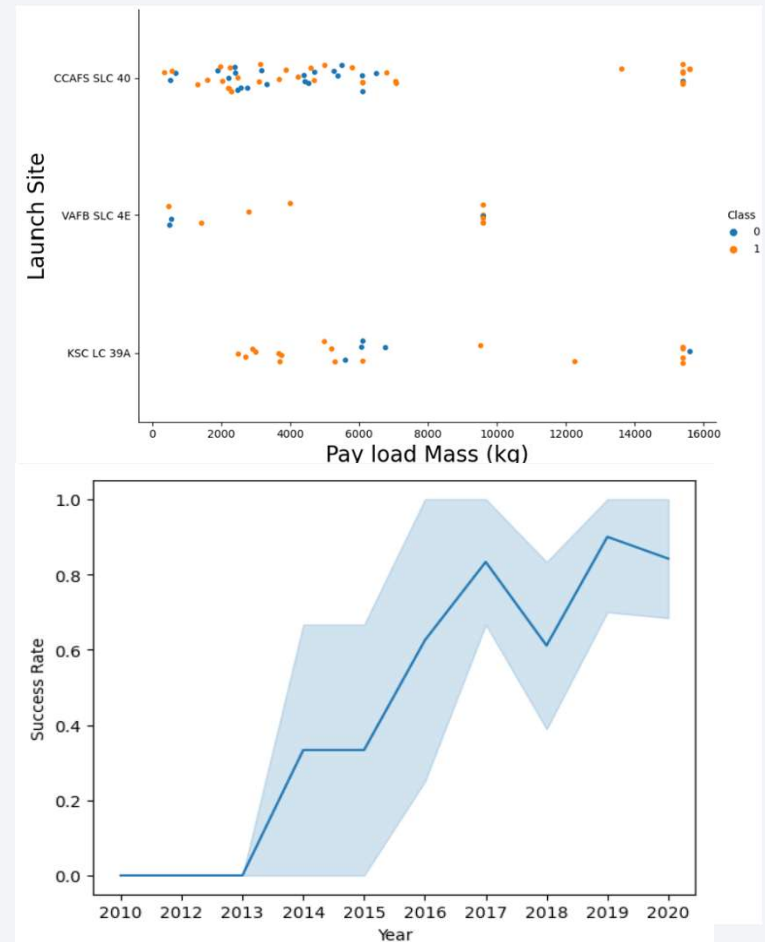 Launch Site
CCAFS SLC 40
VAFB SLC 4E
KSC LC 39A
Class
0
1
0 2000 4000 6000 8000 10000 12000 14000 16000
Pay load Mass (kg)
Success Rate
1.0
0.8
0.6
0.4
0.2
0.0
2010 2012 2013 2014 2015 2016 2017 2018 2019 2020
Year